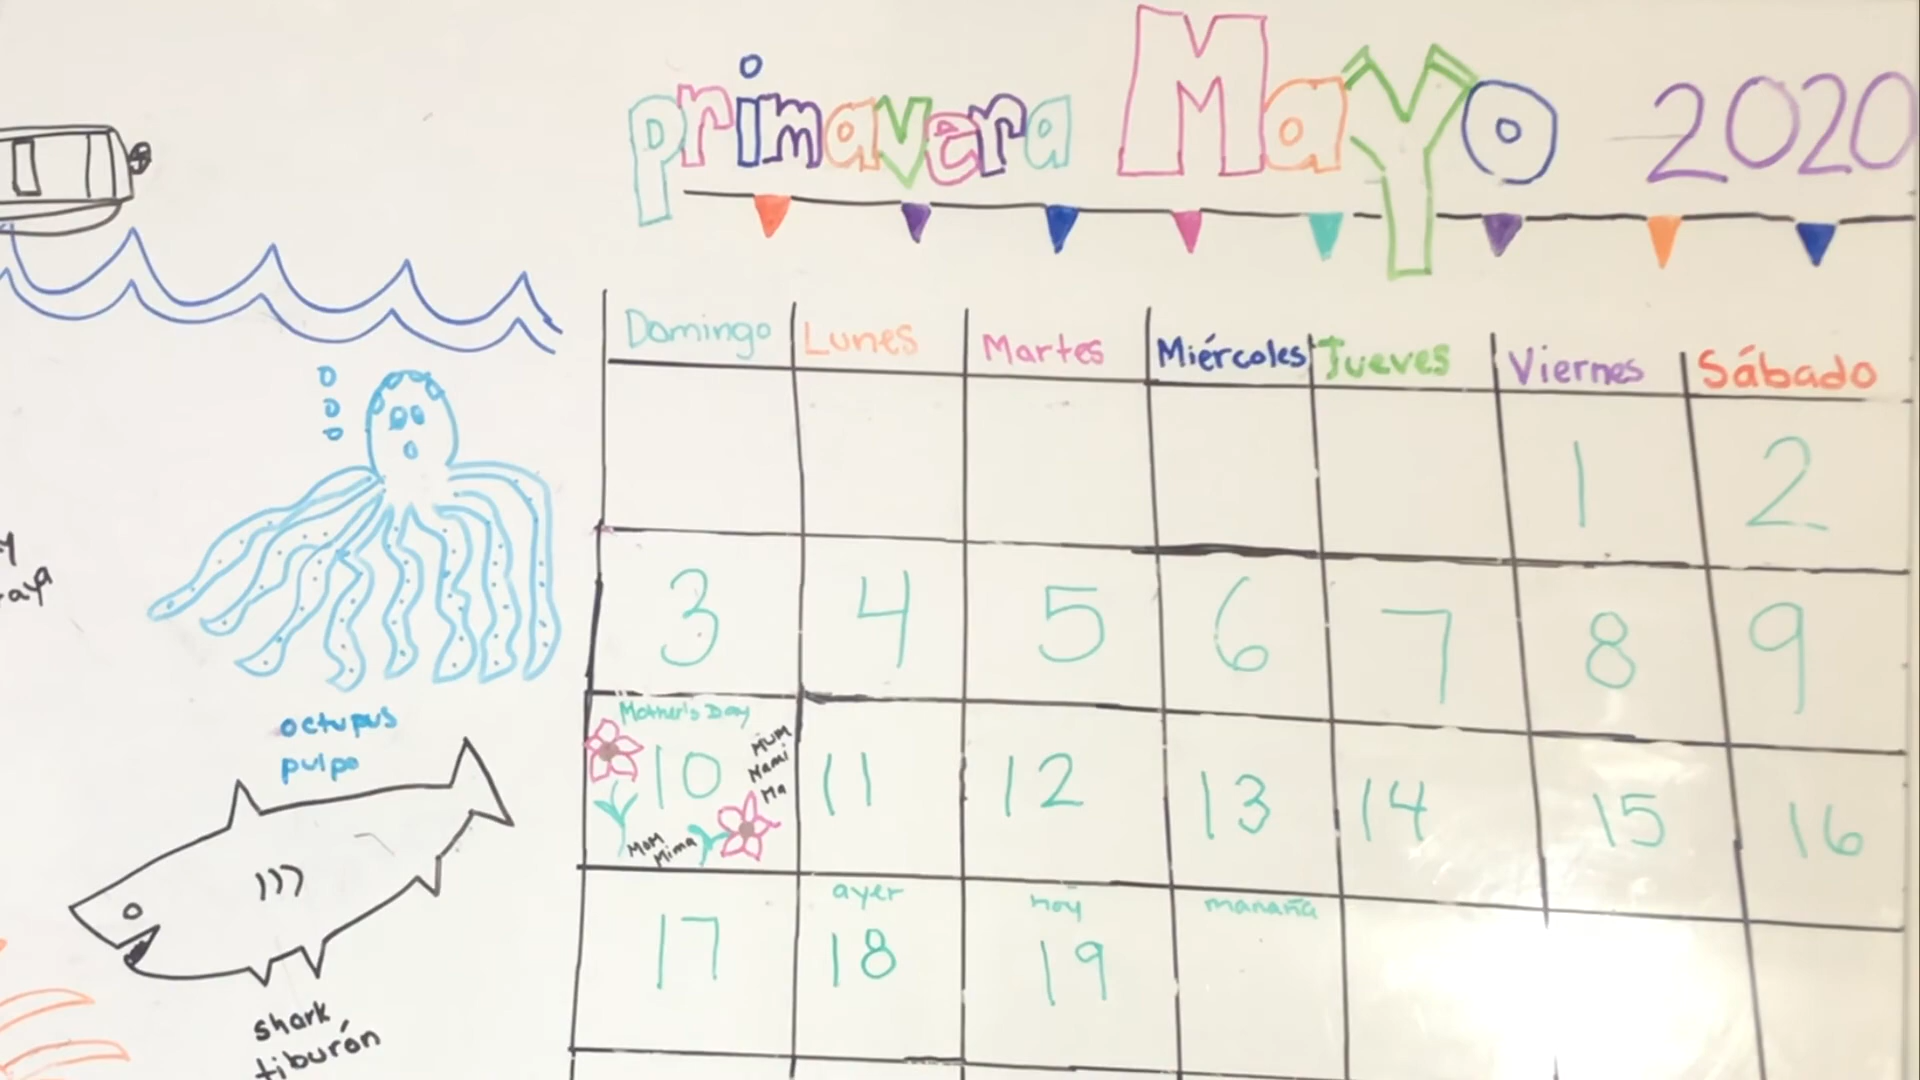 primavera Mayo 2020
Domingo Lunes Martes Miércoles Jueves Viernes Sábado
1 2
3 4 5 6 7 8 9
Mother's Day
10 11 12 13 14 15 16
Mum
Mami
Ma
Mom
Mima
ayer hoy manaña
17 18 19
octupus
pulpo
shark
tiburón